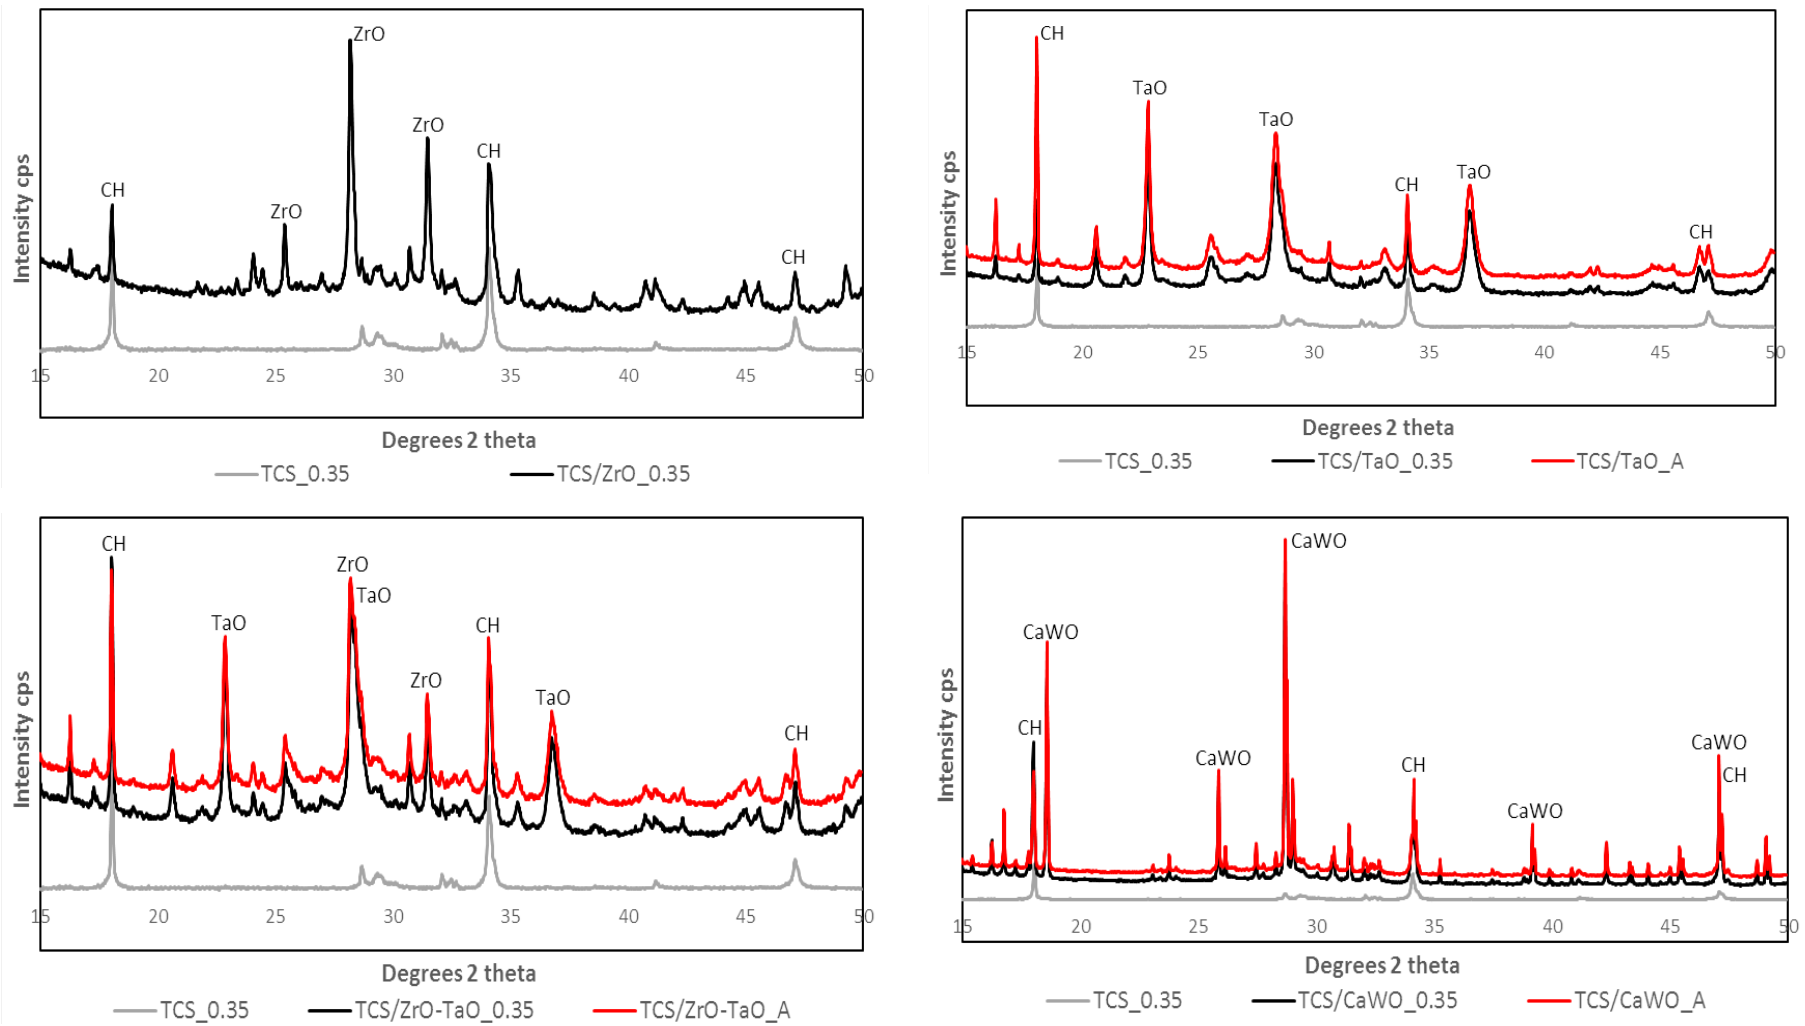 ZrO
ZrO
CH
CH
ZrO
CH
Intensity cps
15 20 25 30 35 40 45 50
Degrees 2 theta
TCS_0.35 TCS/ZrO_0.35
CH
TaO
TaO
TaO
CH
CH
Intensity cps
15 20 25 30 35 40 45 50
Degrees 2 theta
TCS_0.35 TCS/TaO_0.35 TCS/TaO_A
CH
ZrO
TaO
TaO
CH
ZrO
TaO
CH
Intensity cps
15 20 25 30 35 40 45 50
Degrees 2 theta
TCS_0.35 TCS/ZrO-TaO_0.35 TCS/ZrO-TaO_A
CaWO
CaWO
CH
CaWO
CaWO
CH
CH
CaWO
Intensity cps
15 20 25 30 35 40 45 50
Degrees 2 theta
TCS_0.35 TCS/CaWO_0.35 TCS/CaWO_A